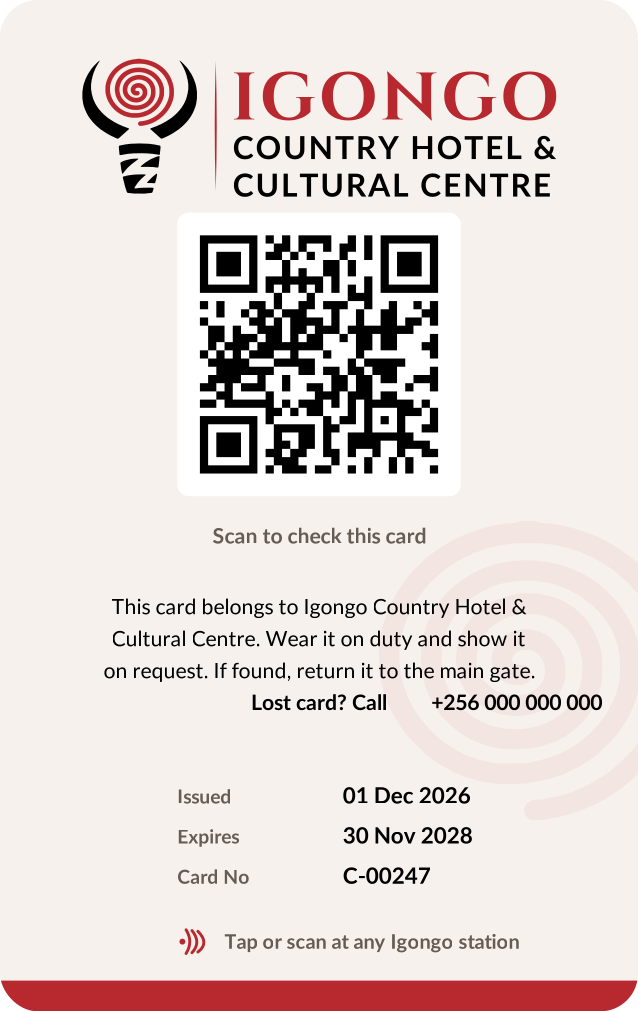 IGONGO
COUNTRY HOTEL &
CULTURAL CENTRE
Scan to check this card
This card belongs to Igongo Country Hotel &
Cultural Centre. Wear it on duty and show it
on request. If found, return it to the main gate.
Lost card? Call +256 000 000 000
Issued 01 Dec 2026
Expires 30 Nov 2028
Card No C-00247
Tap or scan at any Igongo station